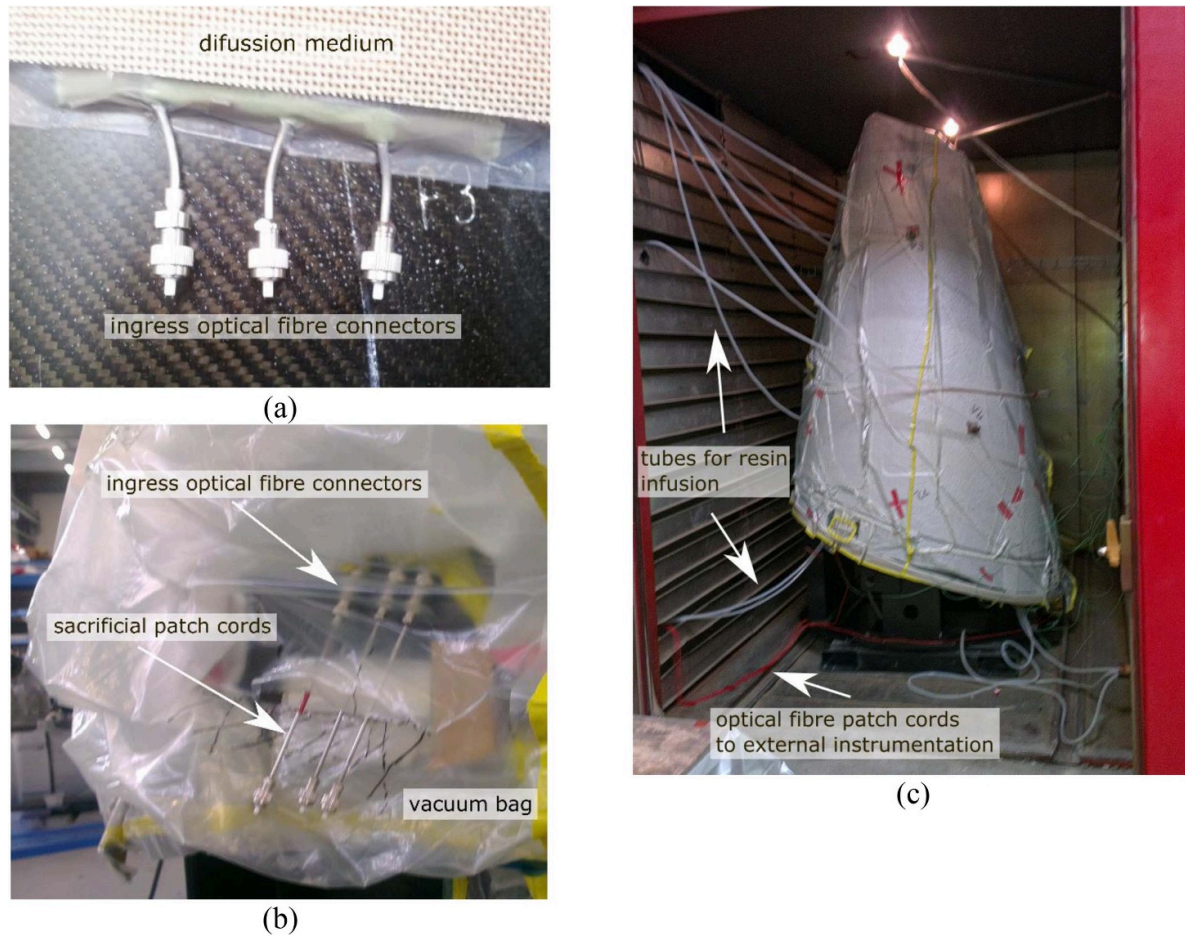 difussion medium
ingress optical fibre connectors
(a)
ingress optical fibre connectors
sacrificial patch cords
vacuum bag
(b)
tubes for resin
infusion
optical fibre patch cords
to external instrumentation
(c)